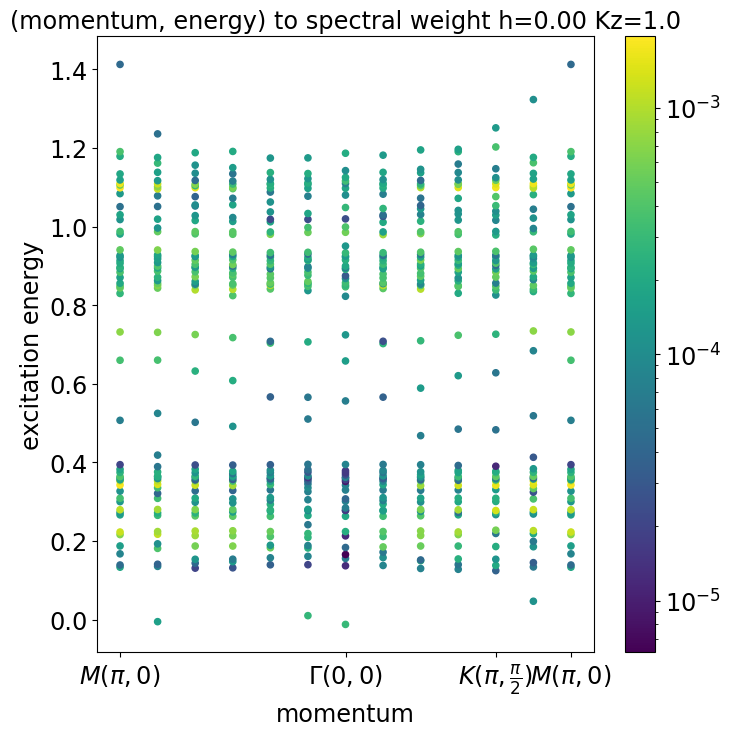 (momentum, energy) to spectral weight h=0.00 Kz=1.0
excitation energy
1.4
1.2
1.0
0.8
0.6
0.4
0.2
0.0
M(π, 0)
Γ(0, 0)
K(π, π/2)
M(π, 0)
momentum
10⁻³
10⁻⁴
10⁻⁵